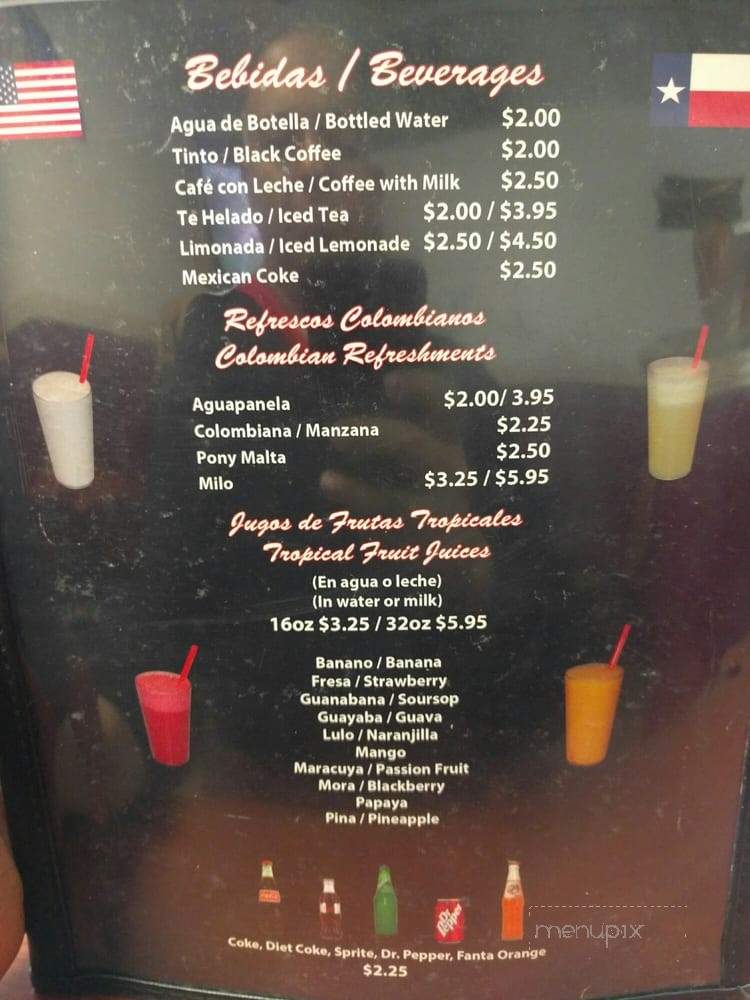 Bebidas / Beverages
Agua de Botella / Bottled Water $2.00
Tinto / Black Coffee $2.00
Café con Leche / Coffee with Milk $2.50
Te Helado / Iced Tea $2.00 / $3.95
Limonada / Iced Lemonade $2.50 / $4.50
Mexican Coke $2.50
Refrescos Colombianos
Colombian Refreshments
Aguapanela $2.00/ 3.95
Colombiana / Manzana $2.25
Pony Malta $2.50
Milo $3.25 / $5.95
Jugos de Frutas Tropicales
Tropical Fruit Juices
(En agua o leche)
(In water or milk)
16oz $3.25 / 32oz $5.95
Banano / Banana
Fresa / Strawberry
Guanabana / Soursop
Guayaba / Guava
Lulo / Naranjilla
Mango
Maracuya / Passion Fruit
Mora / Blackberry
Papaya
Pina / Pineapple
Dr Pepper
menupix
Coke, Diet Coke, Sprite, Dr. Pepper, Fanta Orange
$2.25